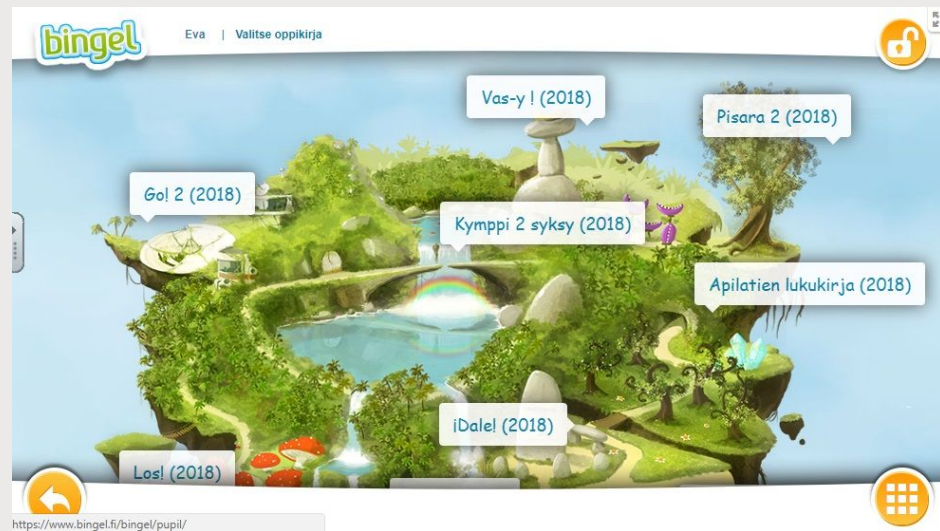 bingel
Eva | Valitse oppikirja
Vas-y ! (2018)
Pisara 2 (2018)
Go! 2 (2018)
Kymppi 2 syksy (2018)
Apilatien lukukirja (2018)
¡Dale! (2018)
Los! (2018)
https://www.bingel.fi/bingel/pupil/